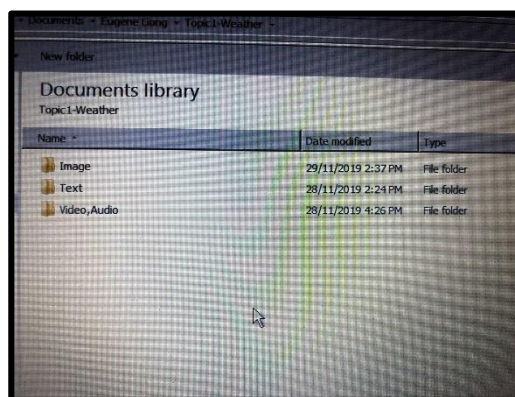 Documents Eugene Liong Topic1-Weather
New folder
Documents library
Topic1-Weather
Name Date modified Type
Image 29/11/2019 2:37 PM File folder
Text 28/11/2019 2:24 PM File folder
Video,Audio 28/11/2019 4:26 PM File folder